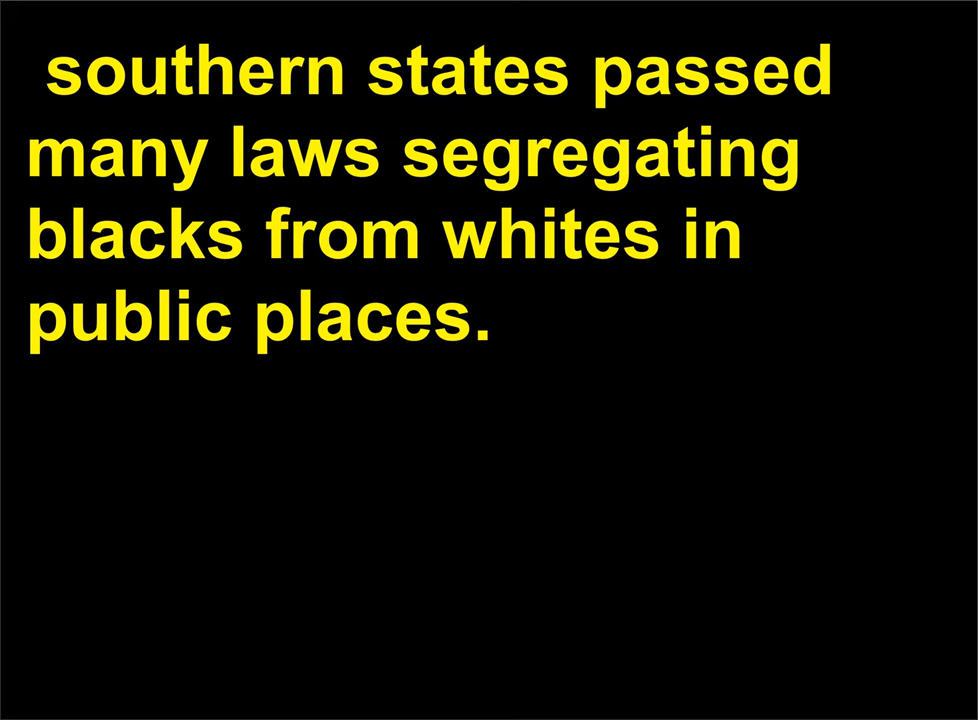 southern states passed
many laws segregating
blacks from whites in
public places.